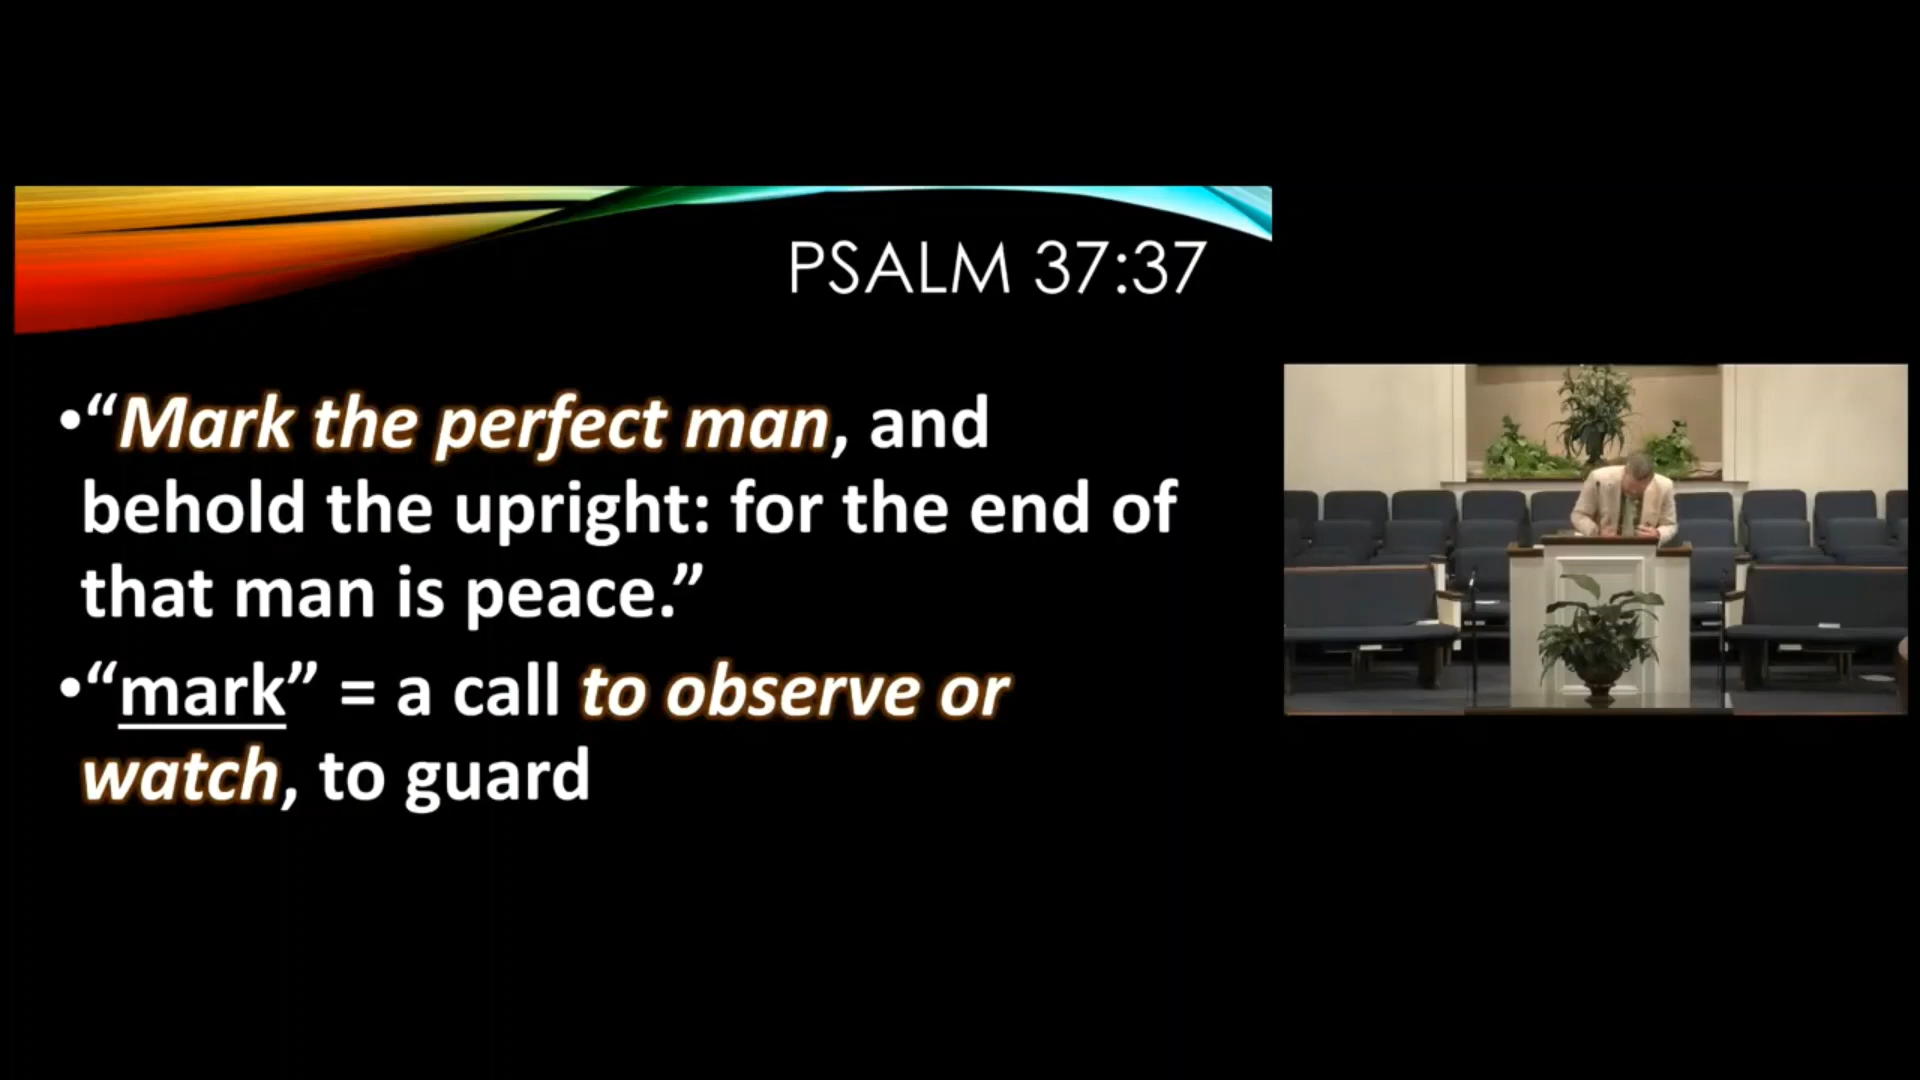 PSALM 37:37
•“Mark the perfect man, and
behold the upright: for the end of
that man is peace.”
•“mark” = a call to observe or
watch, to guard